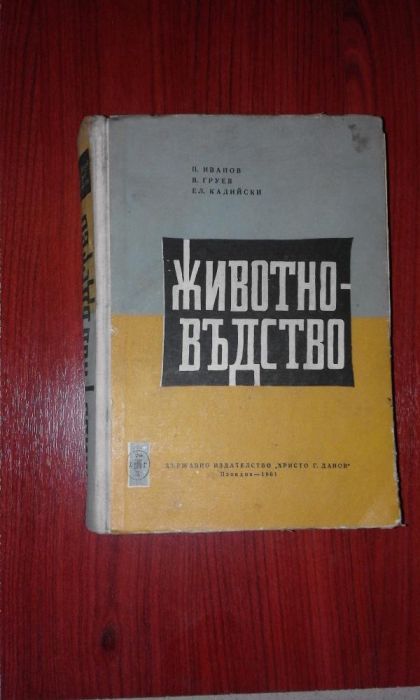 П. ИВАНОВ
В. ГРУЕВ
ЕЛ. КАДИЙСКИ
ЖИВОТНО-
ВЪДСТВО
ДЪРЖАВНО ИЗДАТЕЛСТВО „ХРИСТО Г. ДАНОВ"
Пловдив — 1961